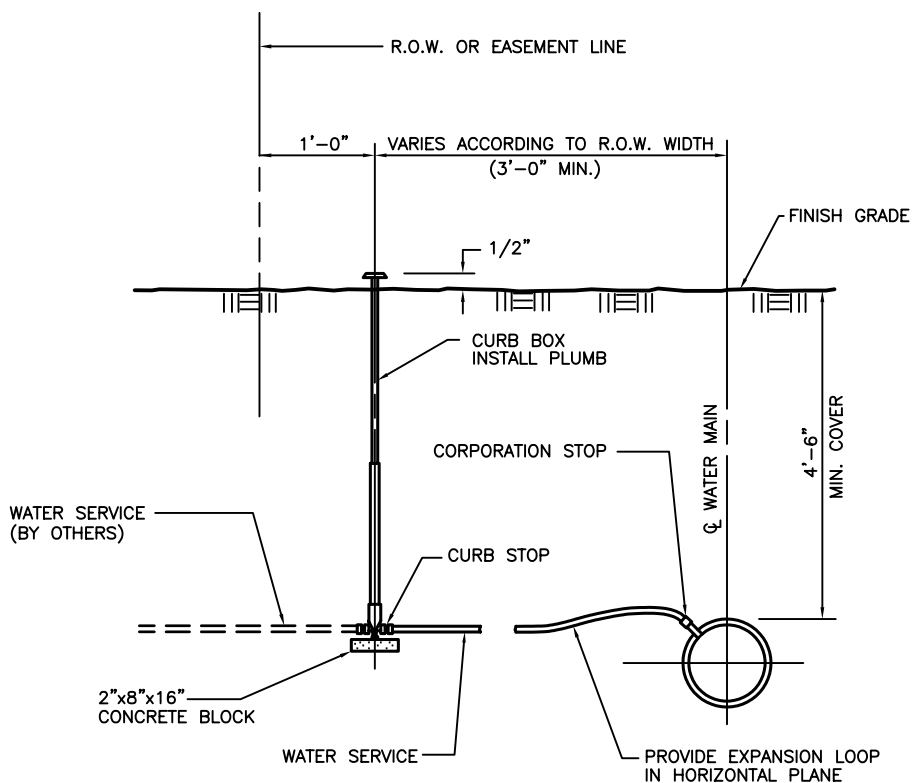 R.O.W. OR EASEMENT LINE
1'-0"
VARIES ACCORDING TO R.O.W. WIDTH
(3'-0" MIN.)
FINISH GRADE
1/2"
CURB BOX
INSTALL PLUMB
CORPORATION STOP
℄ WATER MAIN
4'-6"
MIN. COVER
WATER SERVICE
(BY OTHERS)
CURB STOP
2"x8"x16"
CONCRETE BLOCK
WATER SERVICE
PROVIDE EXPANSION LOOP
IN HORIZONTAL PLANE